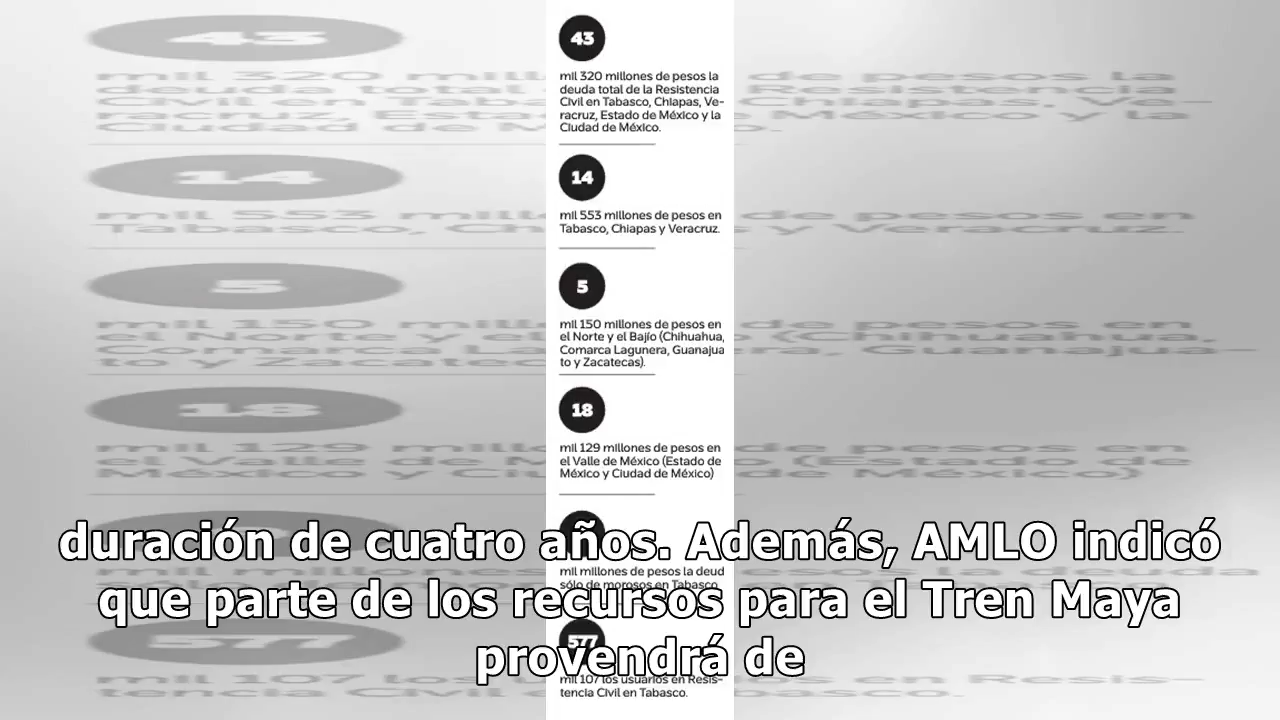 43
mil 320 millones de pesos la
deuda total de la Resistencia
Civil en Tabasco, Chiapas, Ve-
racruz, Estado de México y la
Ciudad de México.
14
mil 553 millones de pesos en
Tabasco, Chiapas y Veracruz.
5
mil 150 millones de pesos en
el Norte y el Bajío (Chihuahua,
Comarca Lagunera, Guanajua
to y Zacatecas).
18
mil 129 millones de pesos en
el Valle de México (Estado de
México y Ciudad de México)
mil millones de pesos la deud
sólo de morosos en Tabasco
577
mil 107 los usuarios en Resis-
tencia Civil en Tabasco.
duración de cuatro años. Además, AMLO indicó
que parte de los recursos para el Tren Maya
provendrá de